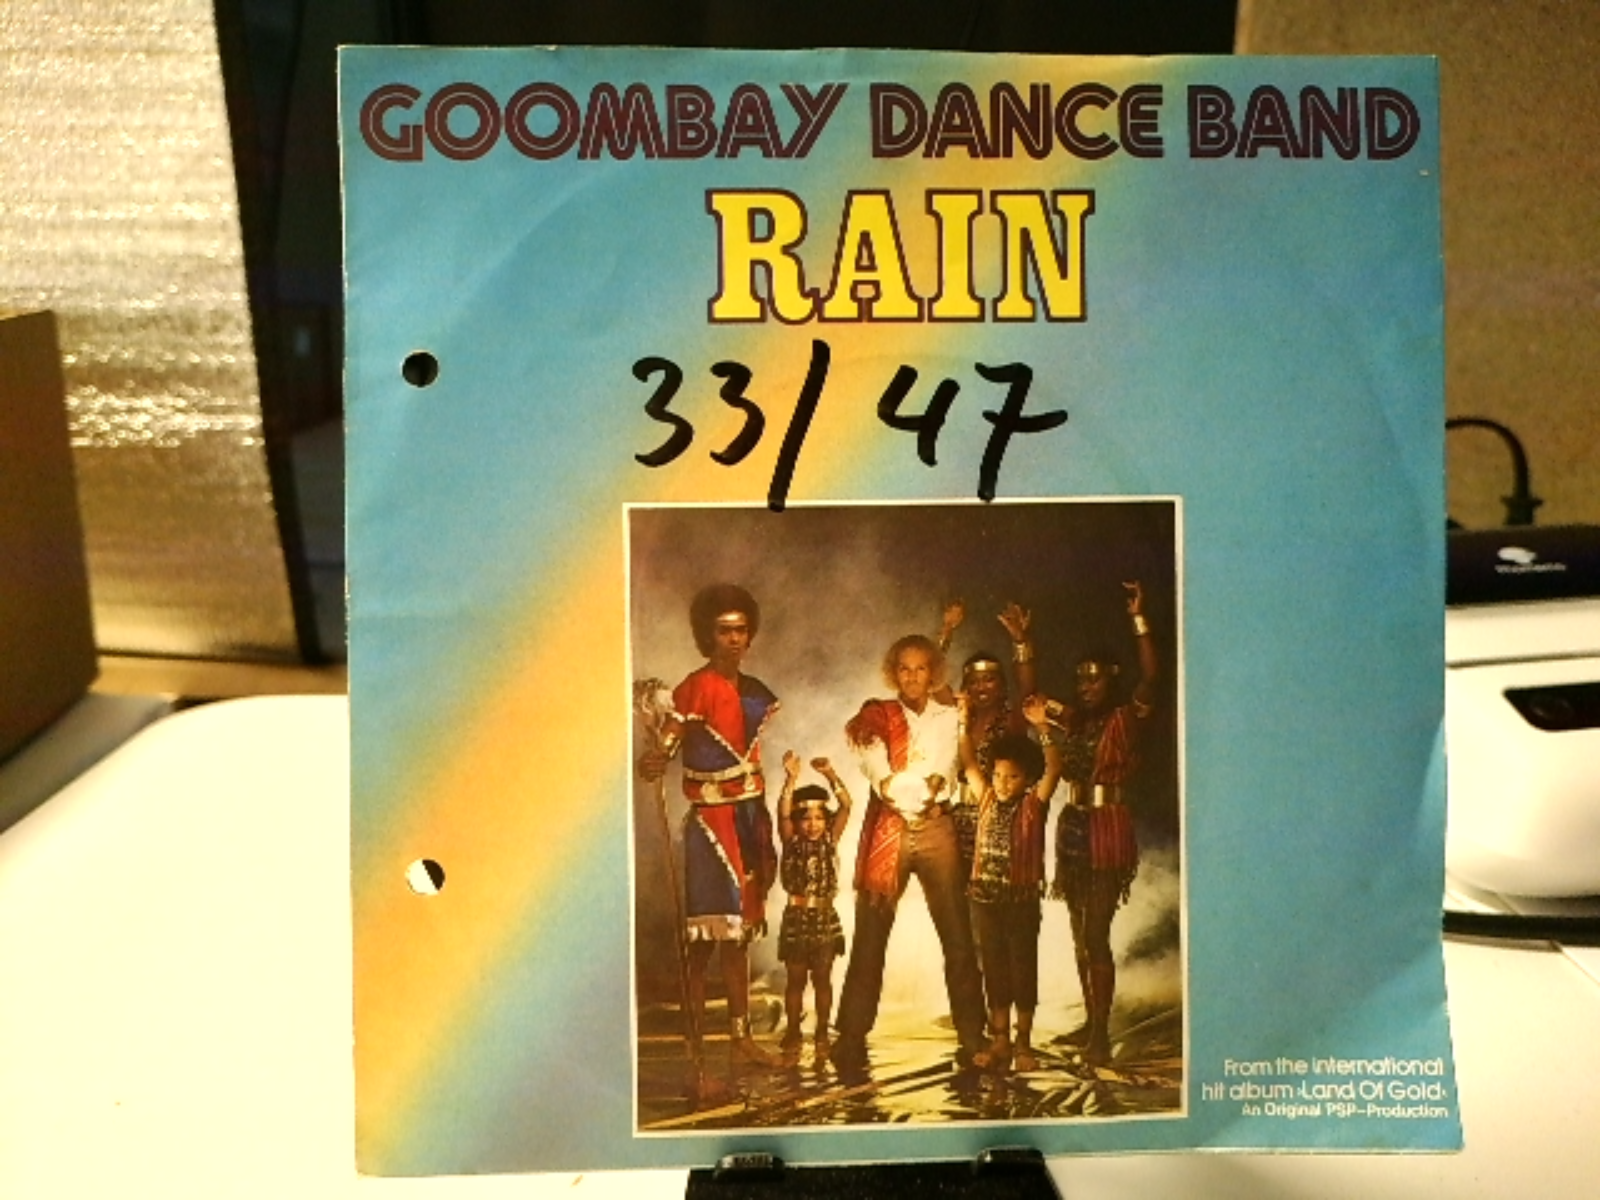 GOOMBAY DANCE BAND
RAIN
33/47
From the international
hit album ›Land Of Gold‹
An Original PSP-Production